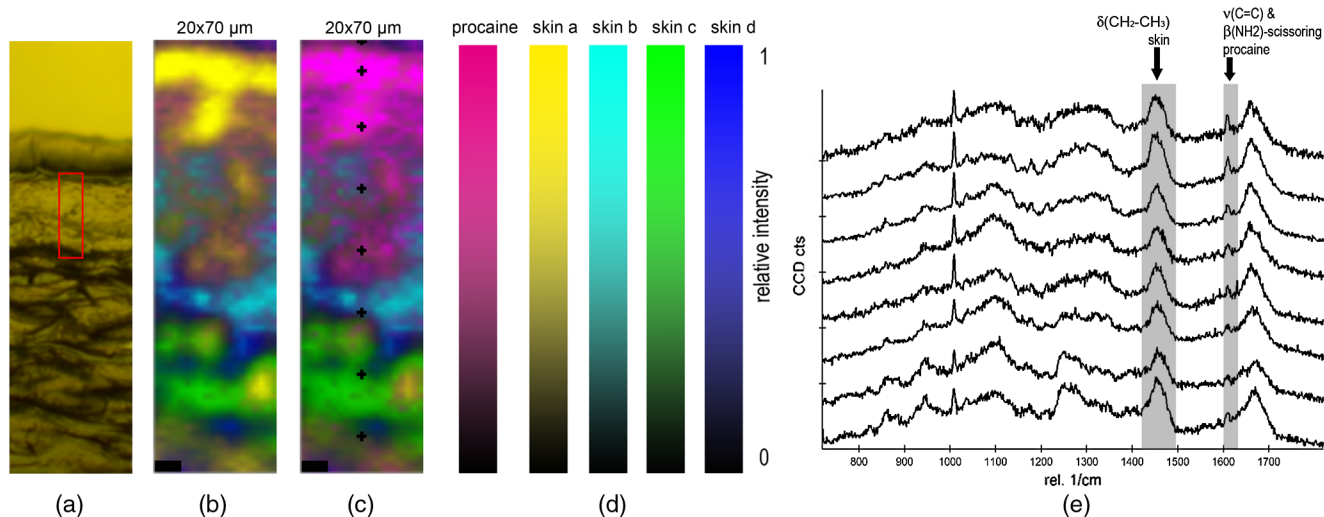 20x70 µm
20x70 µm
procaine
skin a
skin b
skin c
skin d
1
relative intensity
0
(a)
(b)
(c)
(d)
δ(CH₂-CH₃)
skin
ν(C=C) &
β(NH2)-scissoring
procaine
CCD cts
800
900
1000
1100
1200
1300
1400
1500
1600
1700
rel. 1/cm
(e)